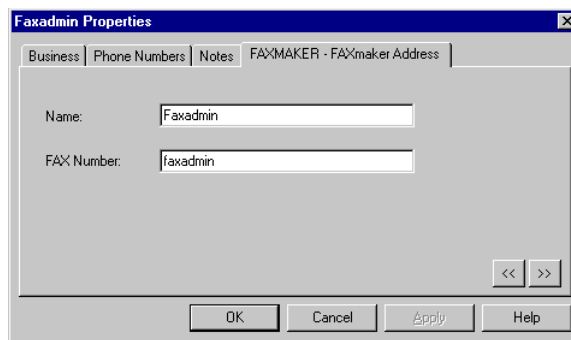 Faxadmin Properties
Business Phone Numbers Notes FAXMAKER - FAXmaker Address
Name: Faxadmin
FAX Number: faxadmin
<< >>
OK Cancel Apply Help